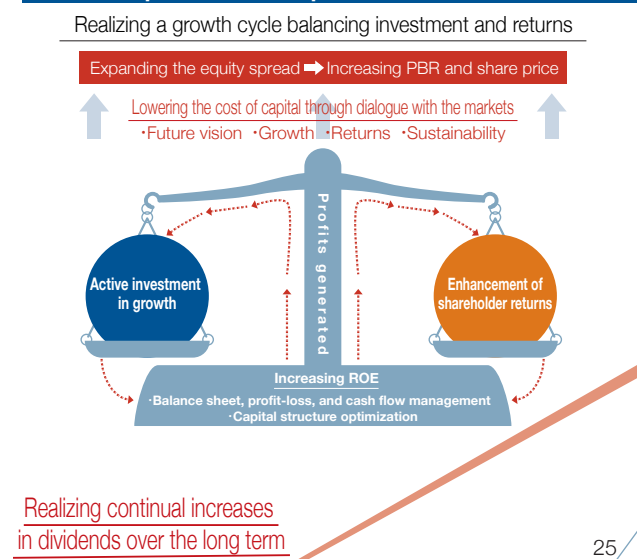 Realizing a growth cycle balancing investment and returns
Expanding the equity spread ➡ Increasing PBR and share price
Lowering the cost of capital through dialogue with the markets
・Future vision ・Growth ・Returns ・Sustainability
Profits generated
Active investment
in growth
Enhancement of
shareholder returns
Increasing ROE
・Balance sheet, profit-loss, and cash flow management
・Capital structure optimization
Realizing continual increases
in dividends over the long term
25